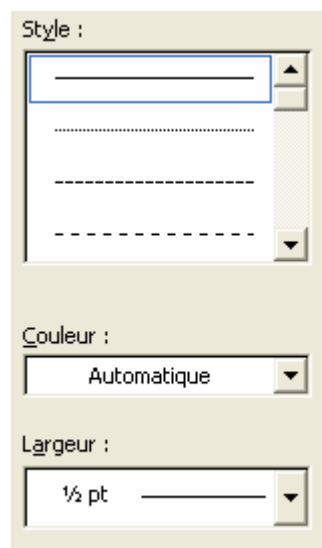 Style :
Couleur :
Automatique
Largeur :
½ pt